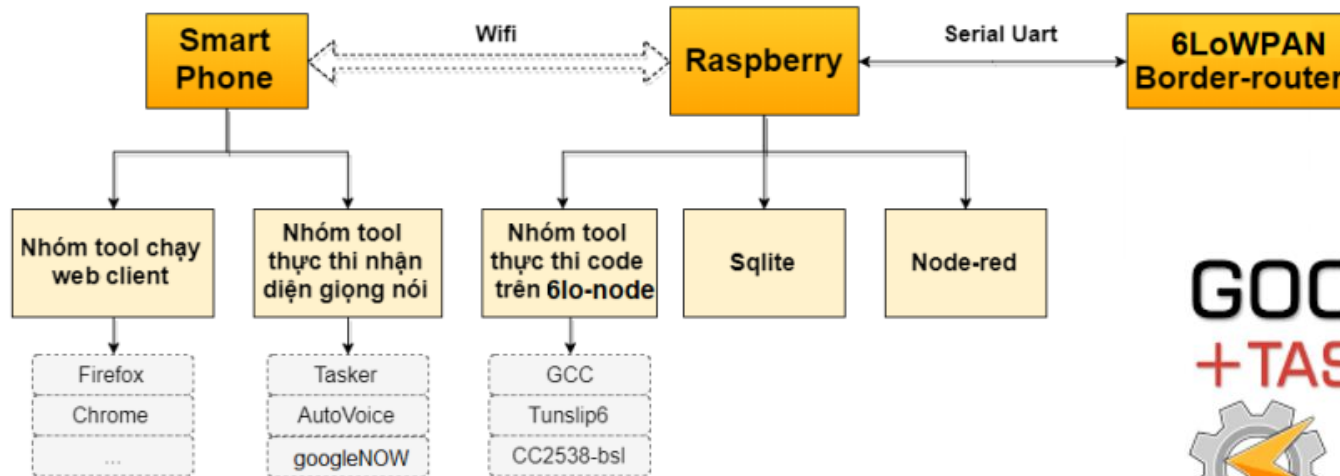 Smart
Phone
Wifi
Raspberry
Serial Uart
6LoWPAN
Border-router
Nhóm tool chạy
web client
Nhóm tool
thực thi nhận
diện giọng nói
Nhóm tool
thực thi code
trên 6lo-node
Sqlite
Node-red
Firefox
Chrome
...
Tasker
AutoVoice
googleNOW
GCC
Tunslip6
CC2538-bsl